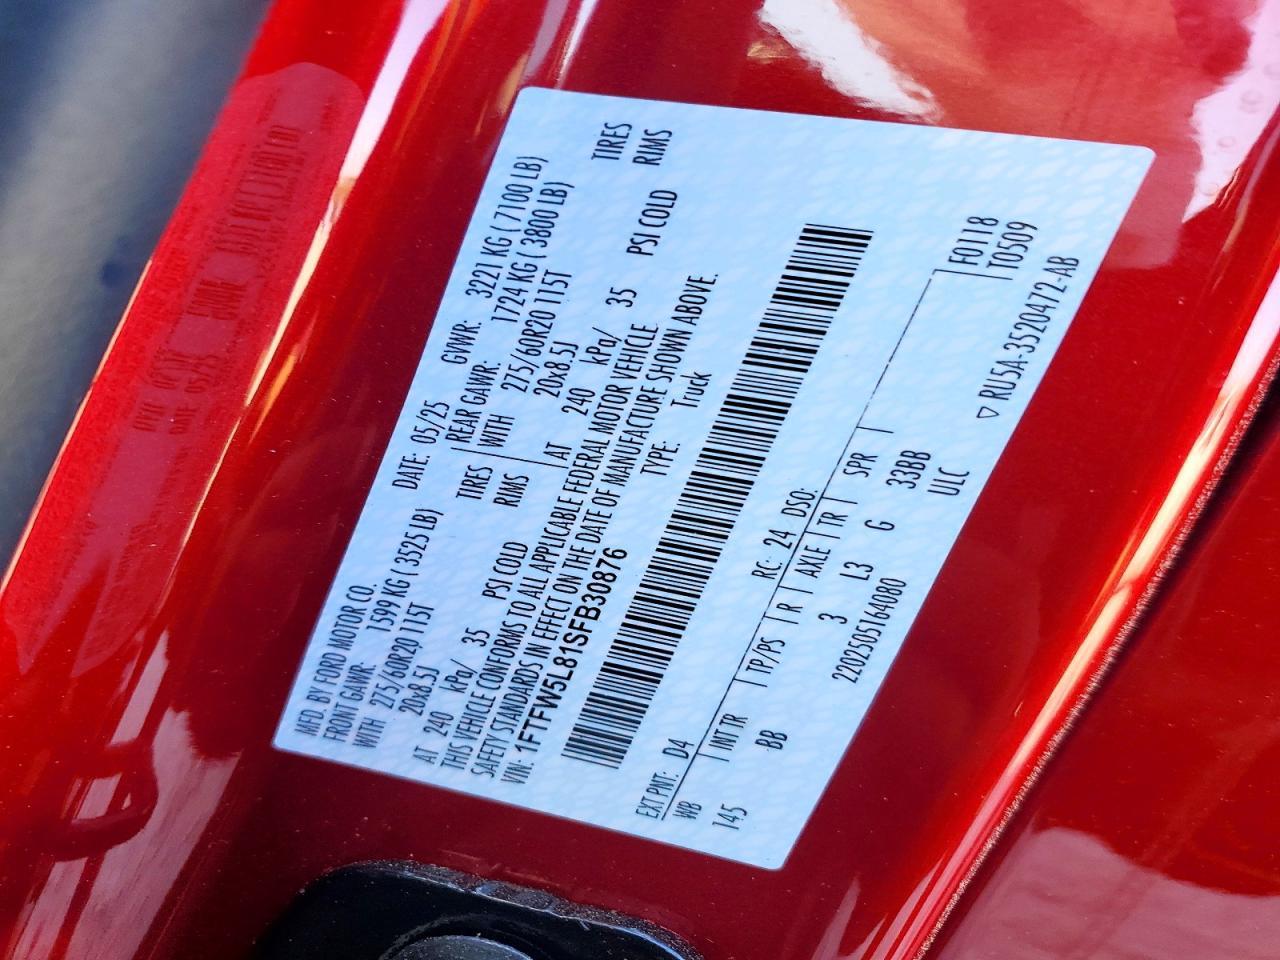 MFD. BY FORD MOTOR CO.
DATE: 05/25 GVWR: 3221 KG ( 7100 LB)
FRONT GAWR: 1599 KG ( 3525 LB)
REAR GAWR: 1724 KG ( 3800 LB)
WITH 275/60R20 115T TIRES
WITH 275/60R20 115T TIRES
20x8.5J RIMS
20x8.5J RIMS
AT 240 kPa/ 35 PSI COLD
AT 240 kPa/ 35 PSI COLD
THIS VEHICLE CONFORMS TO ALL APPLICABLE FEDERAL MOTOR VEHICLE
SAFETY STANDARDS IN EFFECT ON THE DATE OF MANUFACTURE SHOWN ABOVE.
VIN: 1FTFW5L81SFB30876
TYPE: Truck
EXT PNT: D4 RC: 24 DSO: F0118
WB INT TR TP/PS R AXLE TR SPR T0509
145 BB 3 L3 G 33BB
ULC
▽ RU5A-3520472-AB
220250516408​0